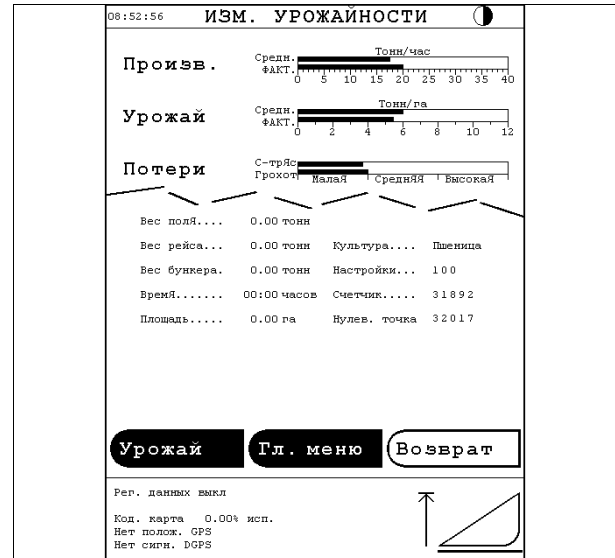 08:52:56 ИЗМ. УРОЖАЙНОСТИ
Тонн/час
Произв. Средн.
ФАКТ.
0 5 10 15 20 25 30 35 40
Тонн/га
Урожай Средн.
ФАКТ.
0 2 4 6 8 10 12
Потери С-трЯс
Грохот МалаЯ СредняЯ ВысокаЯ
Вес полЯ.... 0.00 тонн
Вес рейса... 0.00 тонн Культура.... Пшеница
Вес бункера. 0.00 тонн Настройки... 100
ВремЯ....... 00:00 часов Счетчик..... 31892
Площадь..... 0.00 га Нулев. точка 32017
Урожай Гл. меню Возврат
Рег. данных выкл
Код. карта 0.00% исп.
Нет полож. GPS
Нет сигн. DGPS